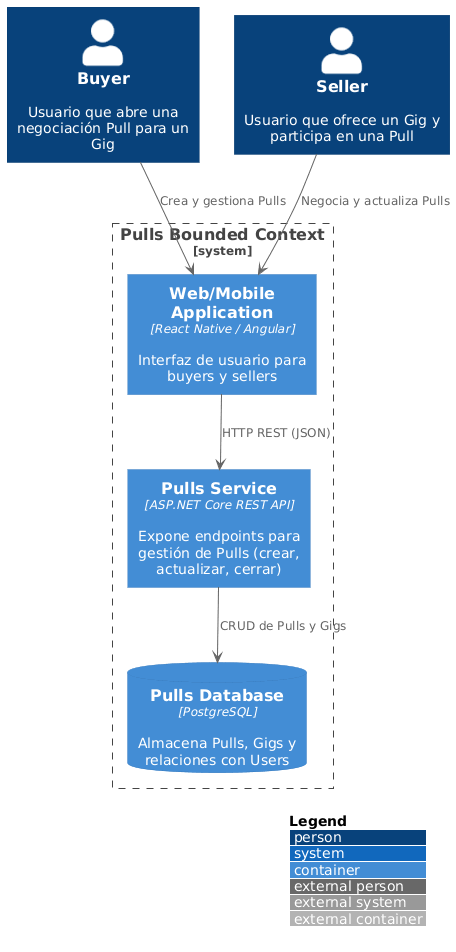 Buyer
Usuario que abre una
negociación Pull para un
Gig
Seller
Usuario que ofrece un Gig y
participa en una Pull
Crea y gestiona Pulls
Negocia y actualiza Pulls
Pulls Bounded Context
[system]
Web/Mobile
Application
[React Native / Angular]
Interfaz de usuario para
buyers y sellers
HTTP REST (JSON)
Pulls Service
[ASP.NET Core REST API]
Expone endpoints para
gestión de Pulls (crear,
actualizar, cerrar)
CRUD de Pulls y Gigs
Pulls Database
[PostgreSQL]
Almacena Pulls, Gigs y
relaciones con Users
Legend
person
system
container
external person
external system
external container